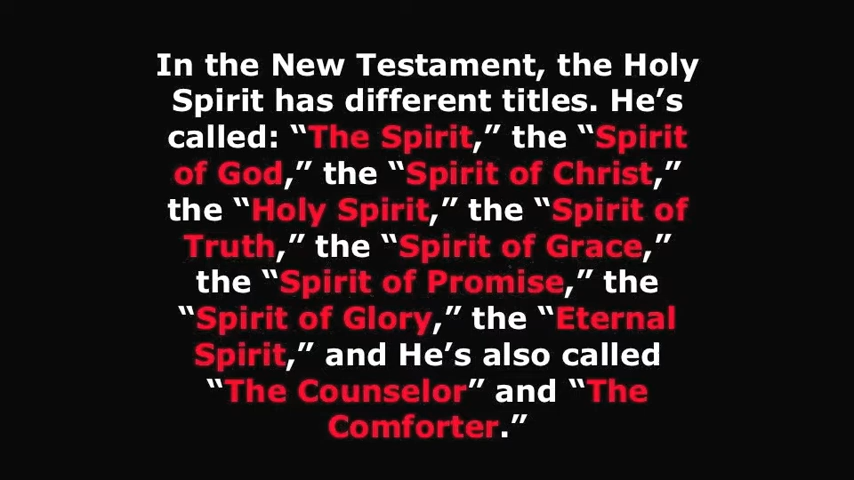 In the New Testament, the Holy
Spirit has different titles. He’s
called: “The Spirit,” the “Spirit
of God,” the “Spirit of Christ,”
the “Holy Spirit,” the “Spirit of
Truth,” the “Spirit of Grace,”
the “Spirit of Promise,” the
“Spirit of Glory,” the “Eternal
Spirit,” and He’s also called
“The Counselor” and “The
Comforter.”